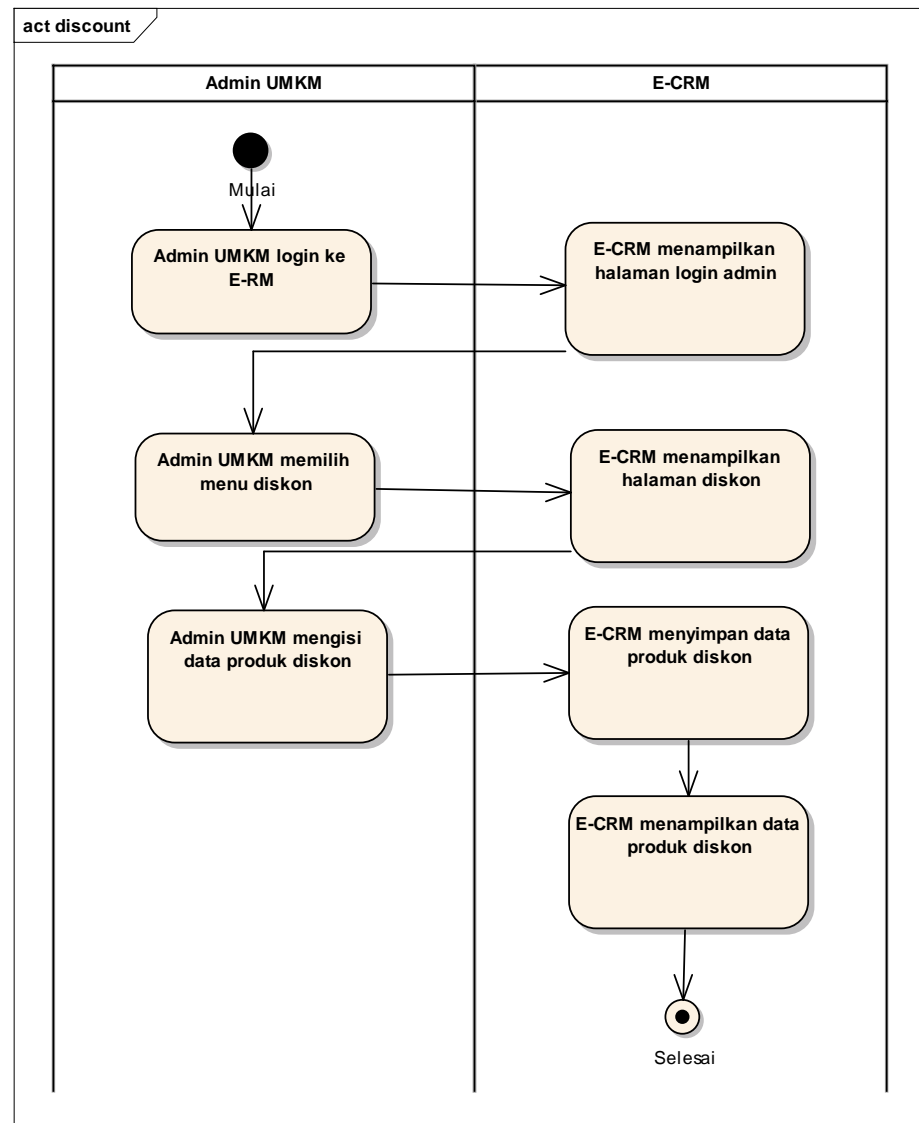 act discount
Admin UMKM
E-CRM
Mulai
Admin UMKM login ke
E-RM
E-CRM menampilkan
halaman login admin
Admin UMKM memilih
menu diskon
E-CRM menampilkan
halaman diskon
Admin UMKM mengisi
data produk diskon
E-CRM menyimpan data
produk diskon
E-CRM menampilkan data
produk diskon
Selesai